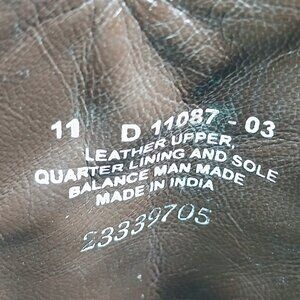 11 D 11087 - 03
LEATHER UPPER,
QUARTER LINING AND SOLE
BALANCE MAN MADE
MADE IN INDIA
23339705